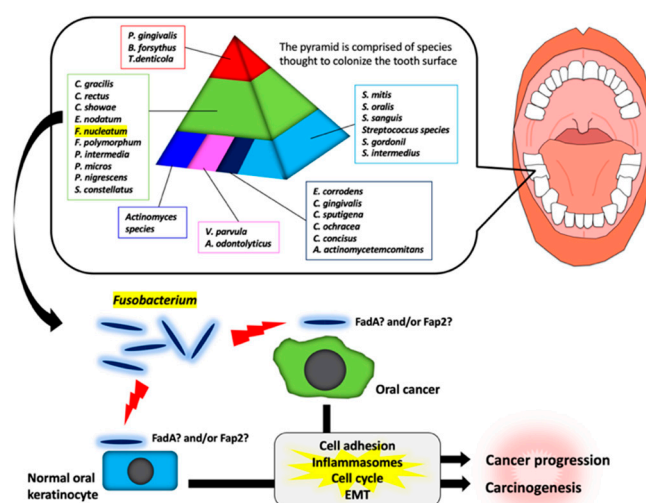 P. gingivalis
B. forsythus
T.denticola
The pyramid is comprised of species
thought to colonize the tooth surface
C. gracilis
C. rectus
C. showae
E. nodatum
F. nucleatum
F. polymorphum
P. intermedia
P. micros
P. nigrescens
S. constellatus
S. mitis
S. oralis
S. sanguis
Streptococcus species
S. gordonil
S. intermedius
Actinomyces
species
V. parvula
A. odontolyticus
E. corrodens
C. gingivalis
C. sputigena
C. ochracea
C. concisus
A. actinomycetemcomitans
Fusobacterium
FadA? and/or Fap2?
Oral cancer
FadA? and/or Fap2?
Normal oral
keratinocyte
Cell adhesion
Inflammasomes
Cell cycle
EMT
Cancer progression
Carcinogenesis